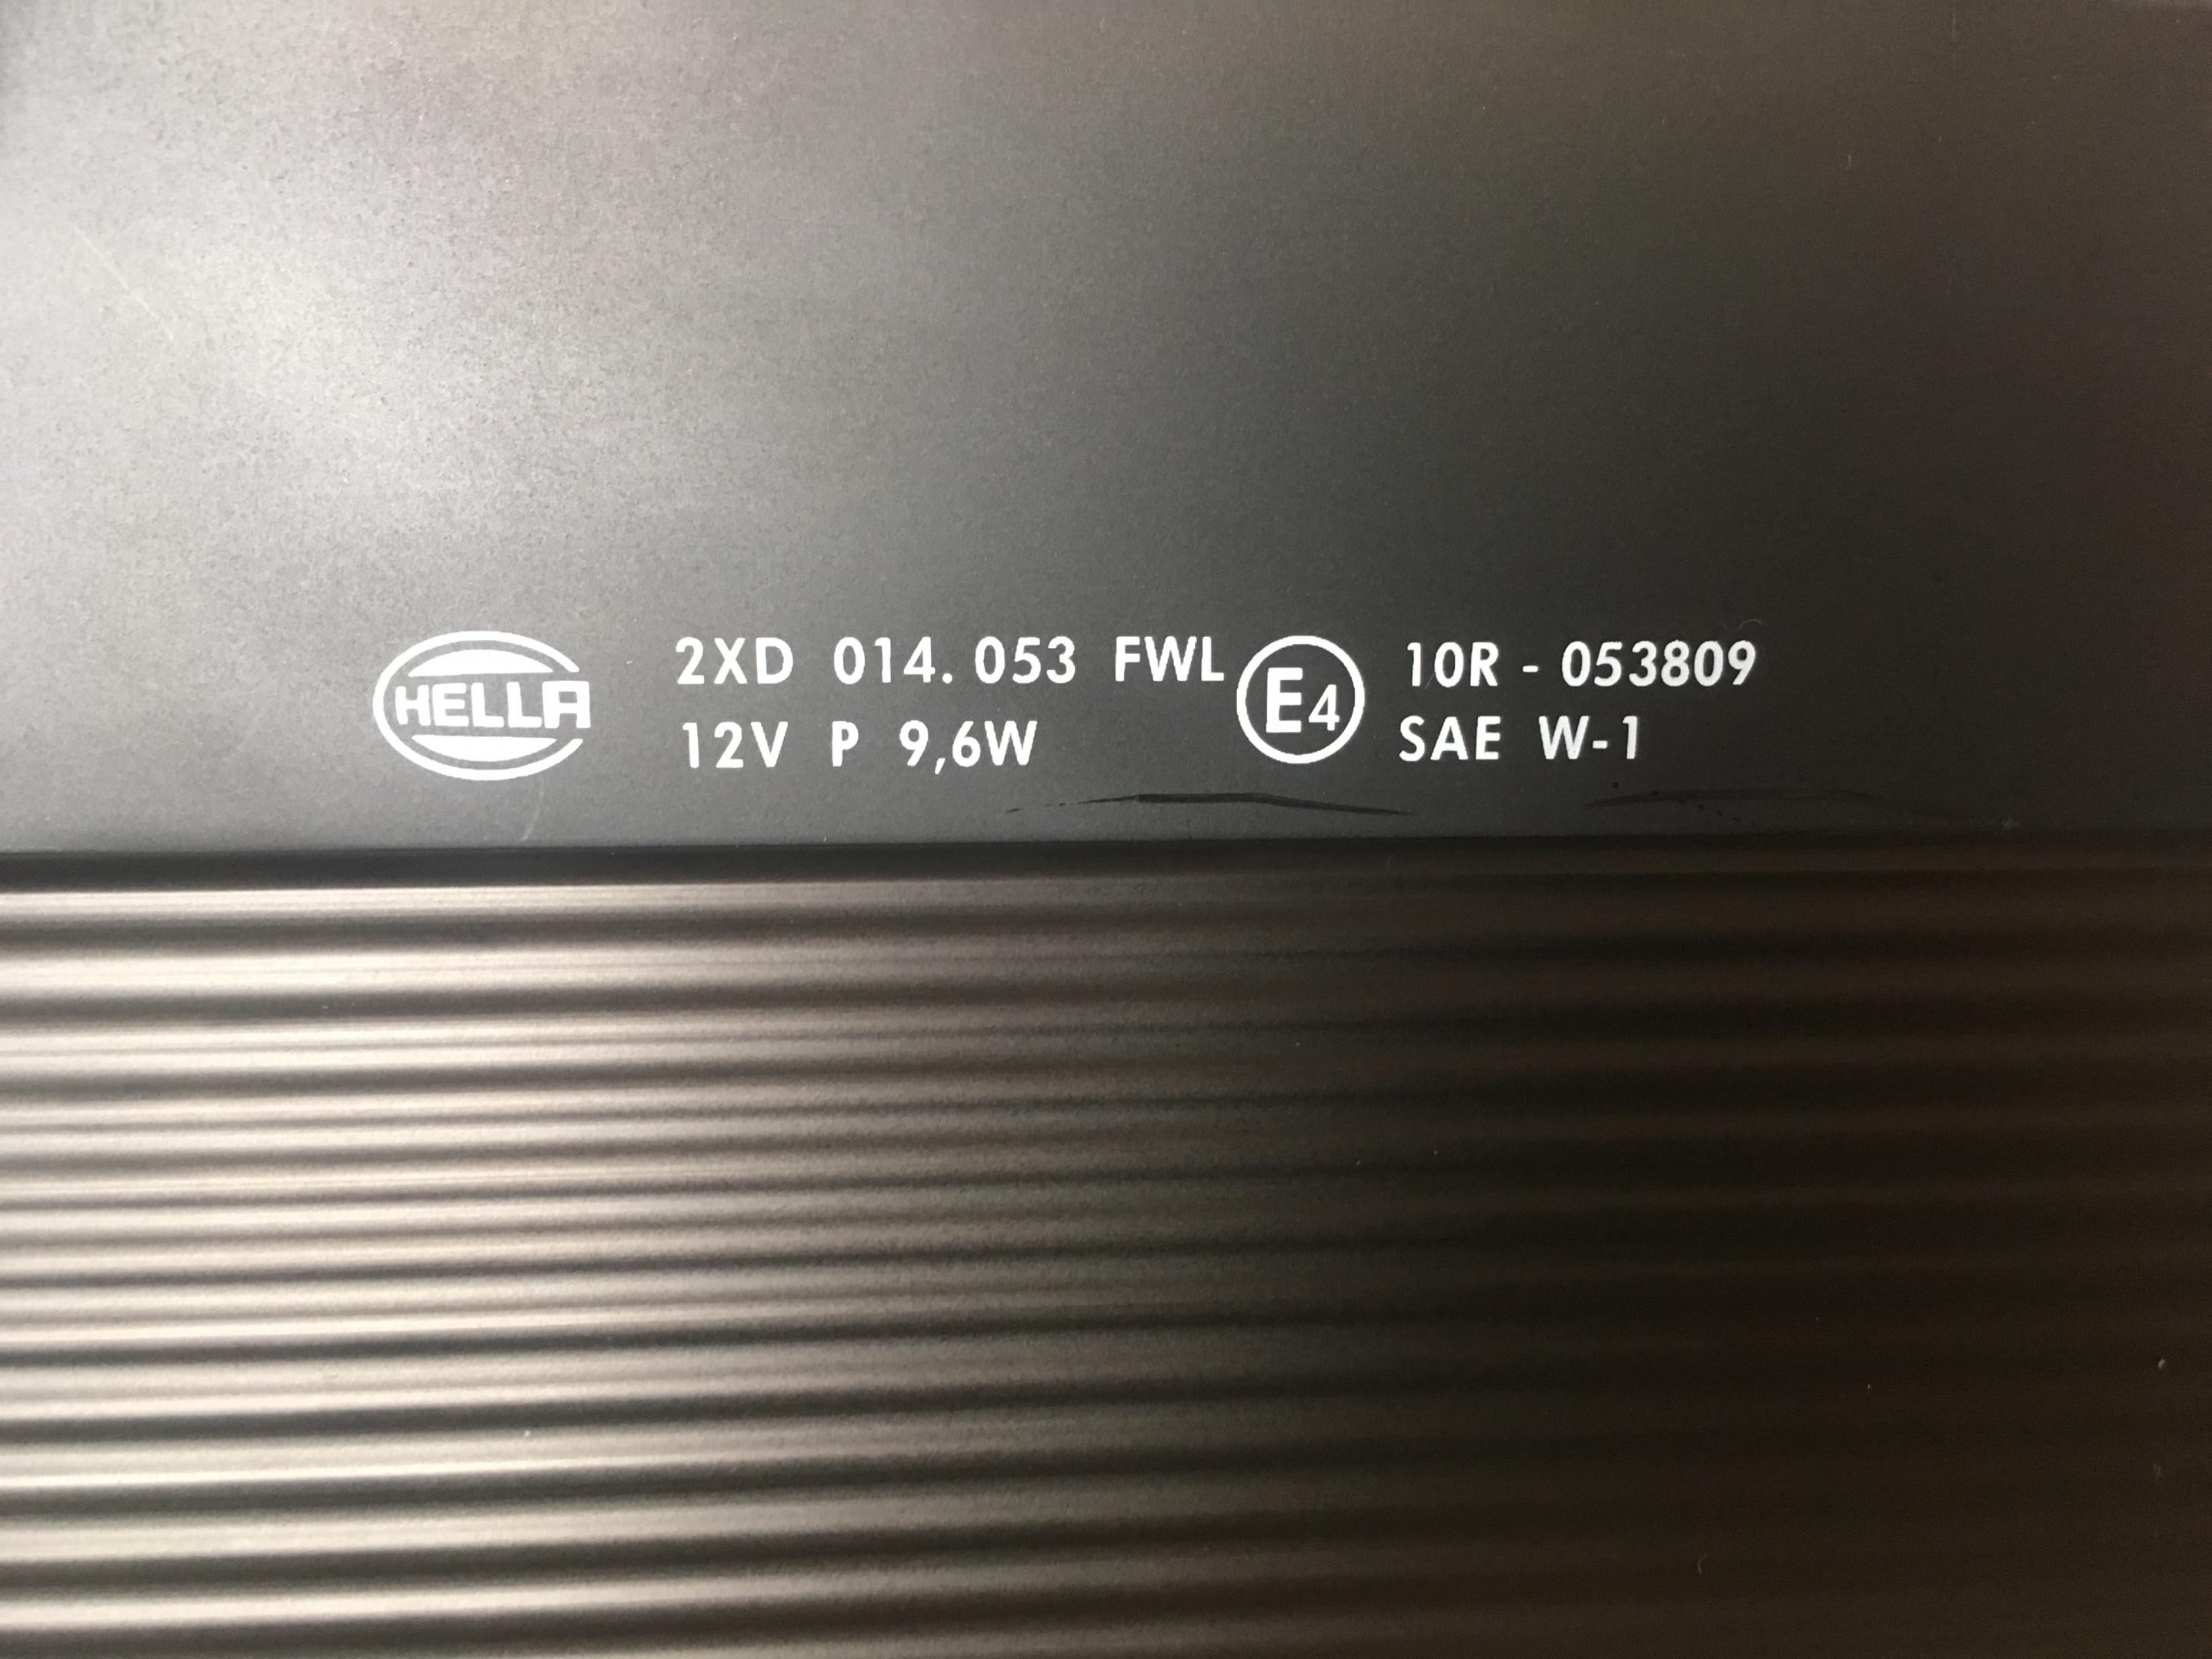 HELLA
2XD 014. 053 FWL
12V P 9,6W
E4
10R - 053809
SAE W-1